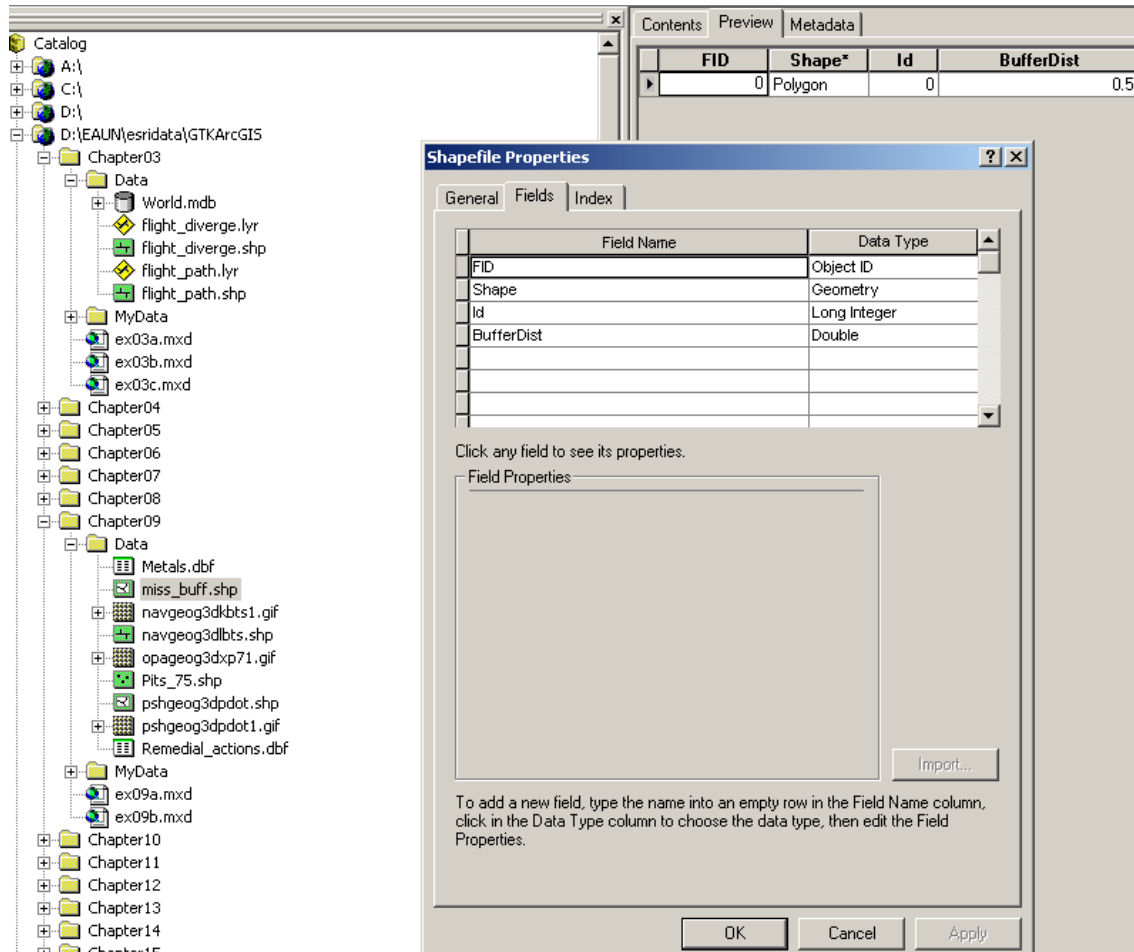 Catalog
A:\
C:\
D:\
D:\EAUN\esridata\GTKArcGIS
Chapter03
Data
World.mdb
flight_diverge.lyr
flight_diverge.shp
flight_path.lyr
flight_path.shp
MyData
ex03a.mxd
ex03b.mxd
ex03c.mxd
Chapter04
Chapter05
Chapter06
Chapter07
Chapter08
Chapter09
Data
Metals.dbf
miss_buff.shp
navgeog3dkbts1.gif
navgeog3dlbts.shp
opageog3dxp71.gif
Pits_75.shp
pshgeog3dpdot.shp
pshgeog3dpdot1.gif
Remedial_actions.dbf
MyData
ex09a.mxd
ex09b.mxd
Chapter10
Chapter11
Chapter12
Chapter13
Chapter14
Chapter15
Contents Preview Metadata
FID Shape* Id BufferDist
0 Polygon 0 0.5
Shapefile Properties
General Fields Index
Field Name Data Type
FID Object ID
Shape Geometry
Id Long Integer
BufferDist Double
Click any field to see its properties.
Field Properties
Import...
To add a new field, type the name into an empty row in the Field Name column,
click in the Data Type column to choose the data type, then edit the Field
Properties.
OK Cancel Apply